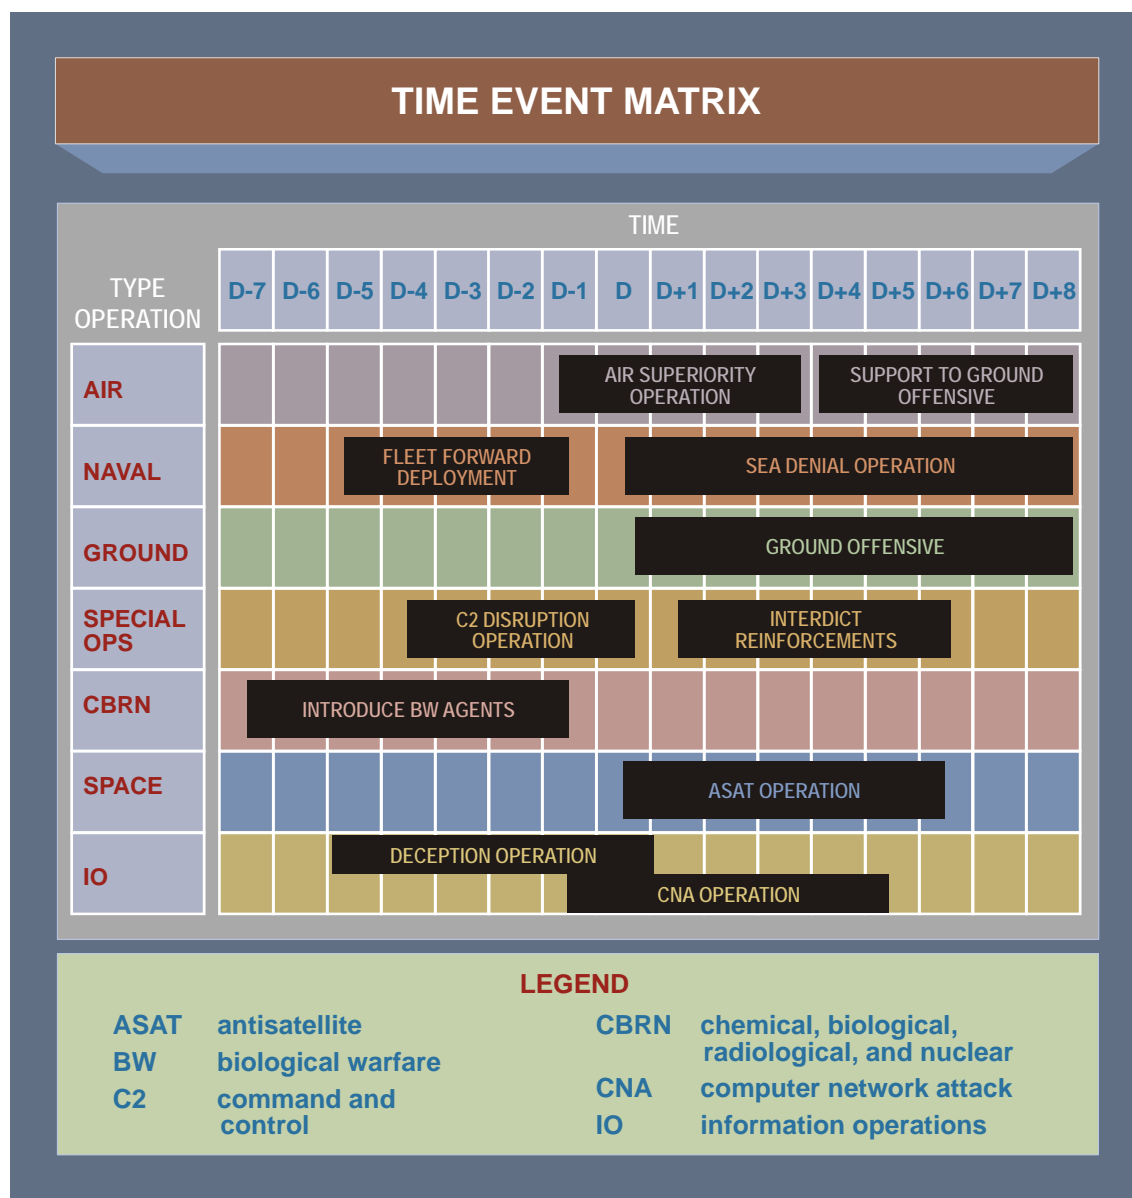 TIME EVENT MATRIX
TIME
TYPE
OPERATION
D-7 D-6 D-5 D-4 D-3 D-2 D-1 D D+1 D+2 D+3 D+4 D+5 D+6 D+7 D+8
AIR
AIR SUPERIORITY
OPERATION
SUPPORT TO GROUND
OFFENSIVE
NAVAL
FLEET FORWARD
DEPLOYMENT
SEA DENIAL OPERATION
GROUND
GROUND OFFENSIVE
SPECIAL
OPS
C2 DISRUPTION
OPERATION
INTERDICT
REINFORCEMENTS
CBRN
INTRODUCE BW AGENTS
SPACE
ASAT OPERATION
IO
DECEPTION OPERATION
CNA OPERATION
LEGEND
ASAT antisatellite
BW biological warfare
C2 command and
control
CBRN chemical, biological,
radiological, and nuclear
CNA computer network attack
IO information operations